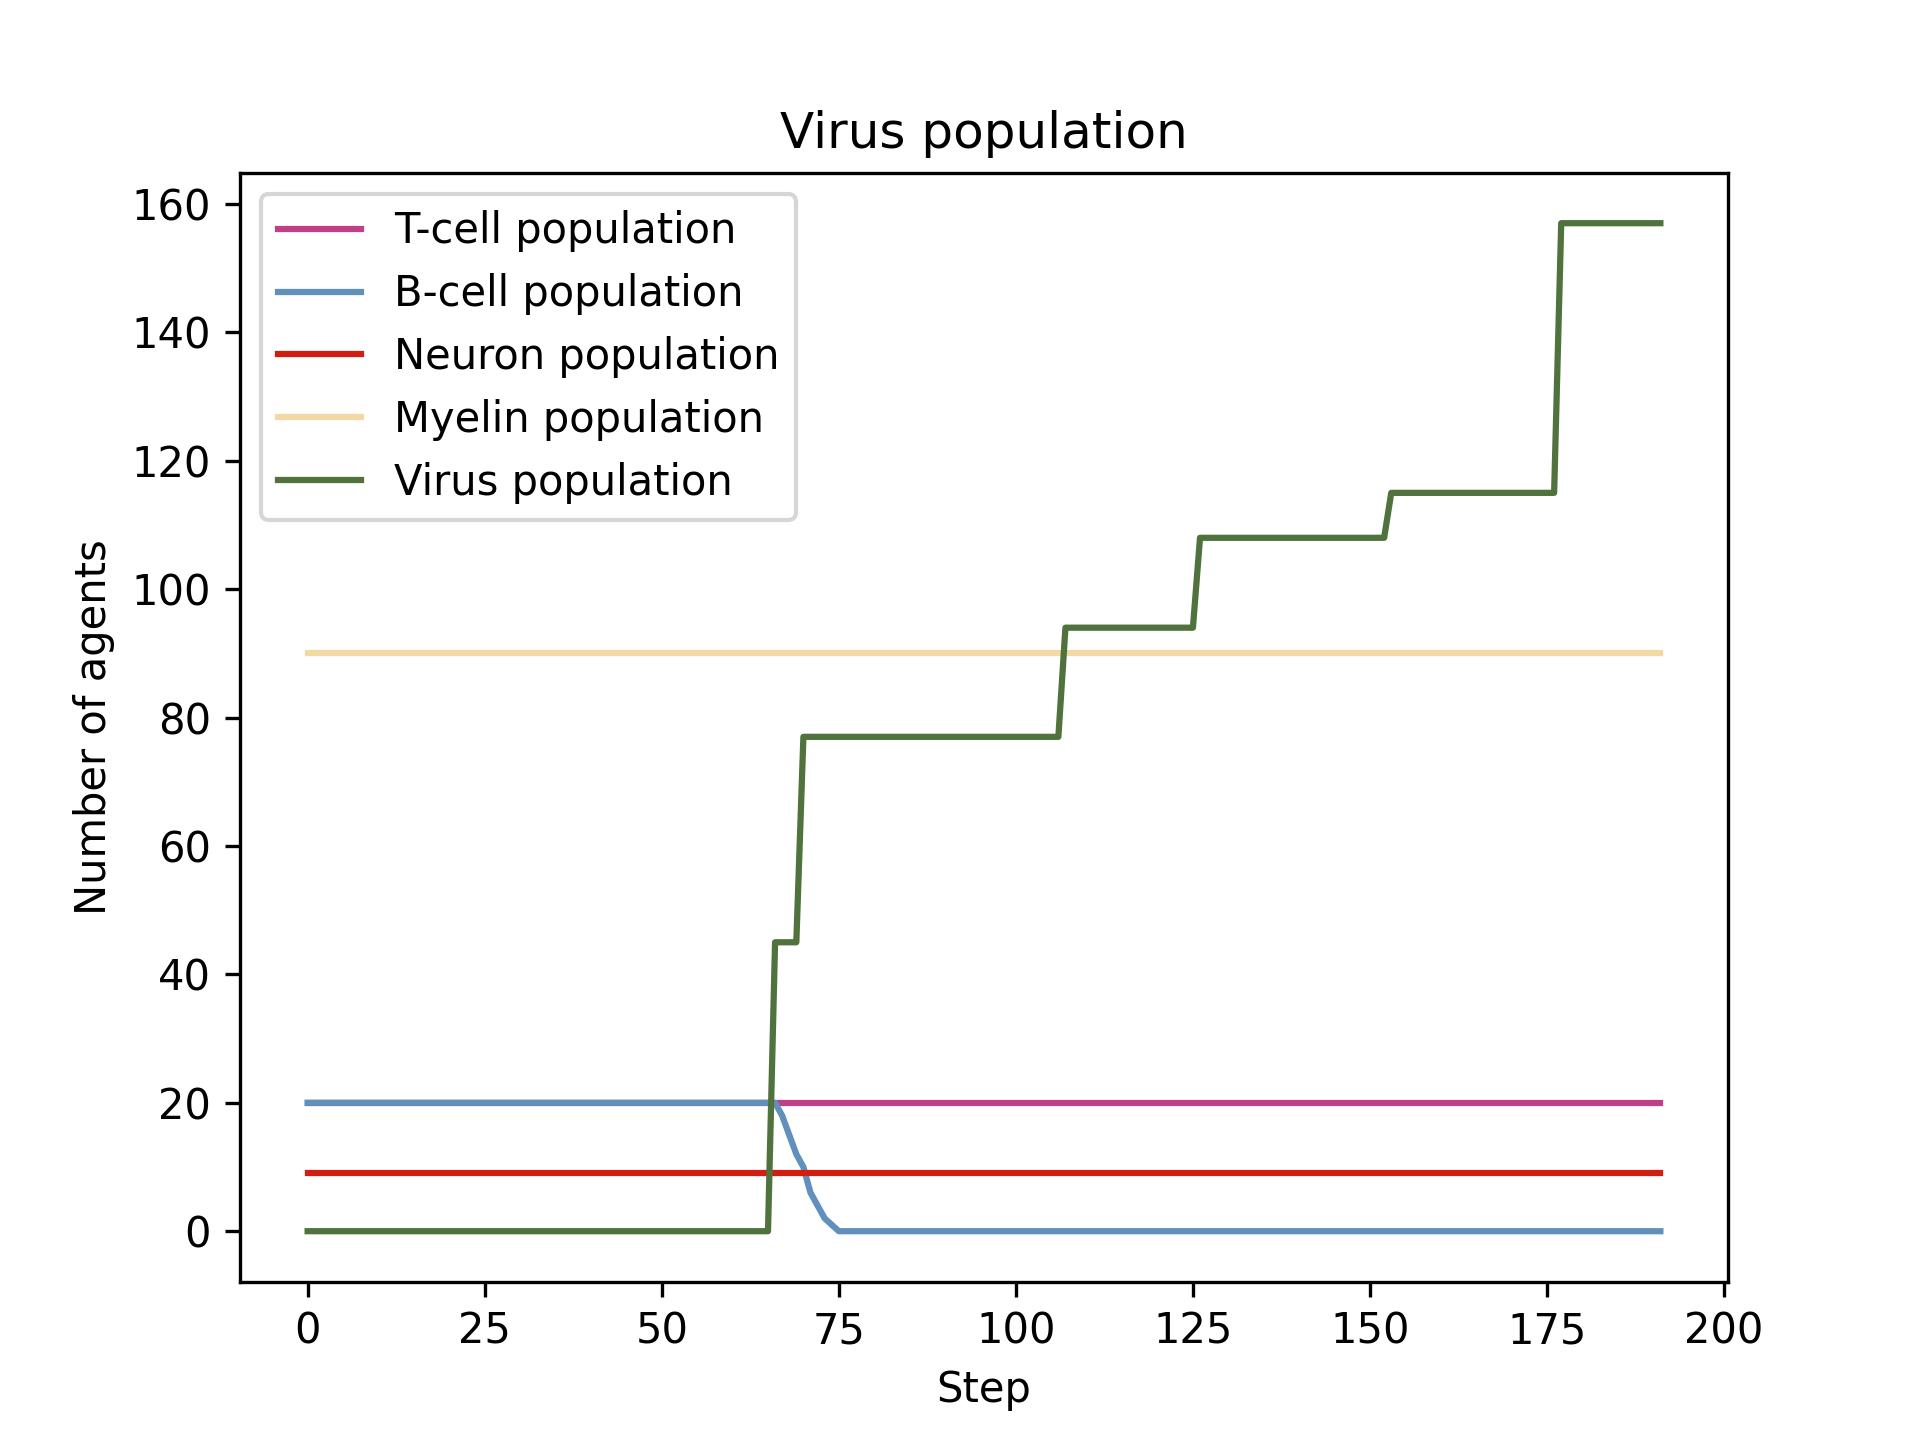 Virus population
T-cell population
B-cell population
Neuron population
Myelin population
Virus population
160
140
120
100
80
60
40
20
0
Number of agents
0 25 50 75 100 125 150 175 200
Step